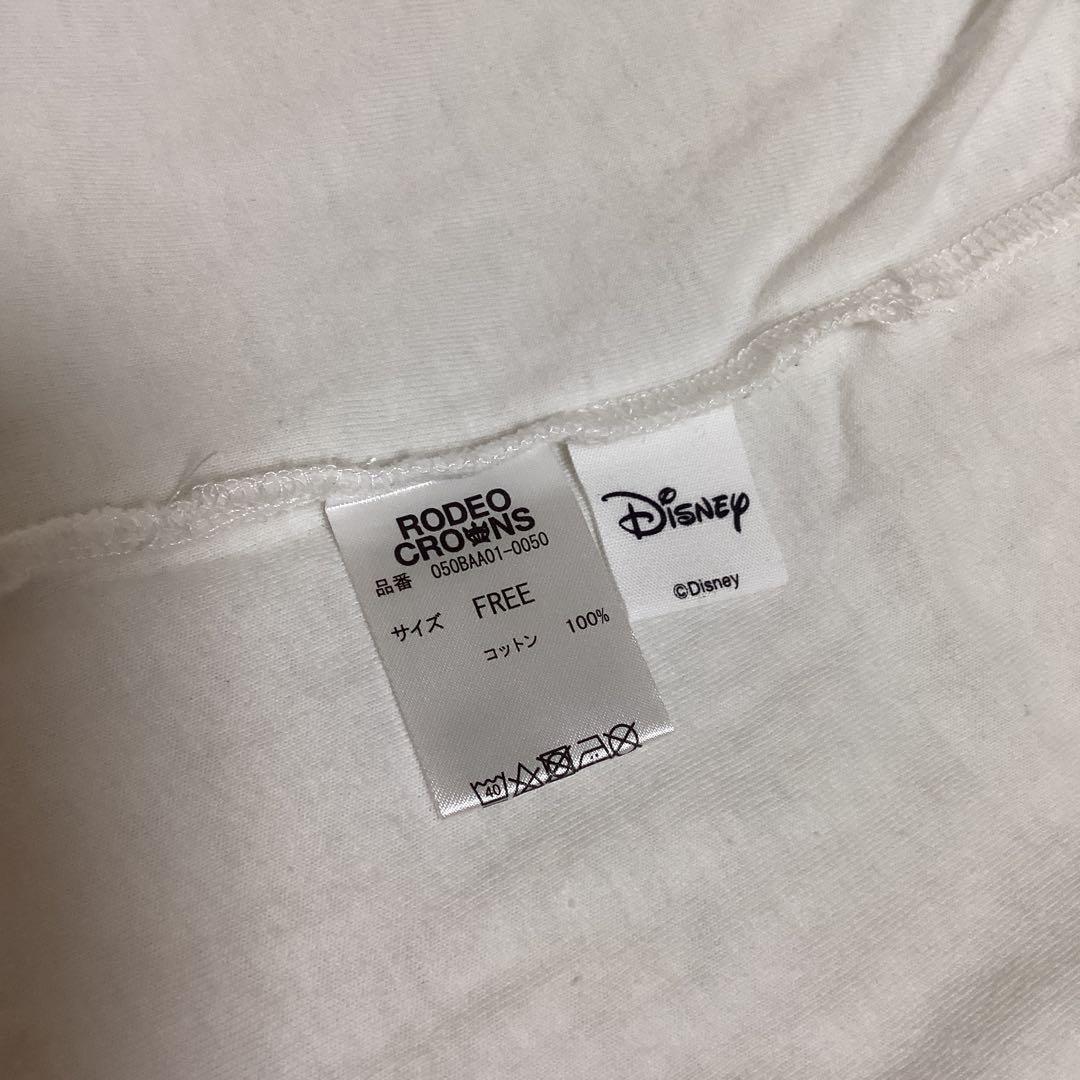 RODEO
CROWNS
品番 050BAA01-0050
サイズ FREE
コットン 100%
40
Disney
©Disney